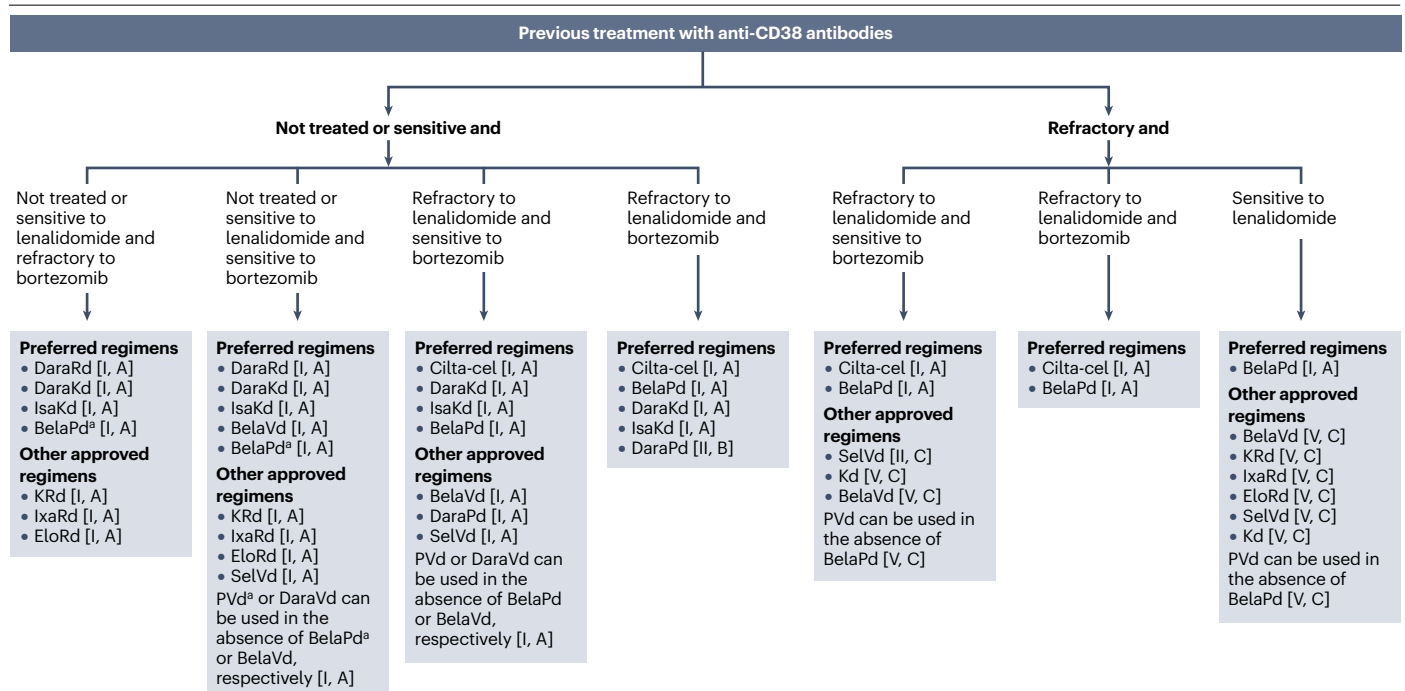 Previous treatment with anti-CD38 antibodies
Not treated or sensitive and
Refractory and
Not treated or
sensitive to
lenalidomide and
refractory to
bortezomib
Not treated or
sensitive to
lenalidomide and
sensitive to
bortezomib
Refractory to
lenalidomide and
sensitive to
bortezomib
Refractory to
lenalidomide and
bortezomib
Refractory to
lenalidomide and
sensitive to
bortezomib
Refractory to
lenalidomide and
bortezomib
Sensitive to
lenalidomide
Preferred regimens
• DaraRd [I, A]
• DaraKd [I, A]
• IsaKd [I, A]
• BelaPdᵃ [I, A]
Other approved
regimens
• KRd [I, A]
• IxaRd [I, A]
• EloRd [I, A]
Preferred regimens
• DaraRd [I, A]
• DaraKd [I, A]
• IsaKd [I, A]
• BelaVd [I, A]
• BelaPdᵃ [I, A]
Other approved
regimens
• KRd [I, A]
• IxaRd [I, A]
• EloRd [I, A]
• SelVd [I, A]
PVdᵃ or DaraVd can
be used in the
absence of BelaPdᵃ
or BelaVd,
respectively [I, A]
Preferred regimens
• Cilta-cel [I, A]
• DaraKd [I, A]
• IsaKd [I, A]
• BelaPd [I, A]
Other approved
regimens
• BelaVd [I, A]
• DaraPd [I, A]
• SelVd [I, A]
PVd or DaraVd can
be used in the
absence of BelaPd
or BelaVd,
respectively [I, A]
Preferred regimens
• Cilta-cel [I, A]
• BelaPd [I, A]
• DaraKd [I, A]
• IsaKd [I, A]
• DaraPd [II, B]
Preferred regimens
• Cilta-cel [I, A]
• BelaPd [I, A]
Other approved
regimens
• SelVd [II, C]
• Kd [V, C]
• BelaVd [V, C]
PVd can be used in
the absence of
BelaPd [V, C]
Preferred regimens
• Cilta-cel [I, A]
• BelaPd [I, A]
Preferred regimens
• BelaPd [I, A]
Other approved
regimens
• BelaVd [V, C]
• KRd [V, C]
• IxaRd [V, C]
• EloRd [V, C]
• SelVd [V, C]
• Kd [V, C]
PVd can be used in
the absence of
BelaPd [V, C]